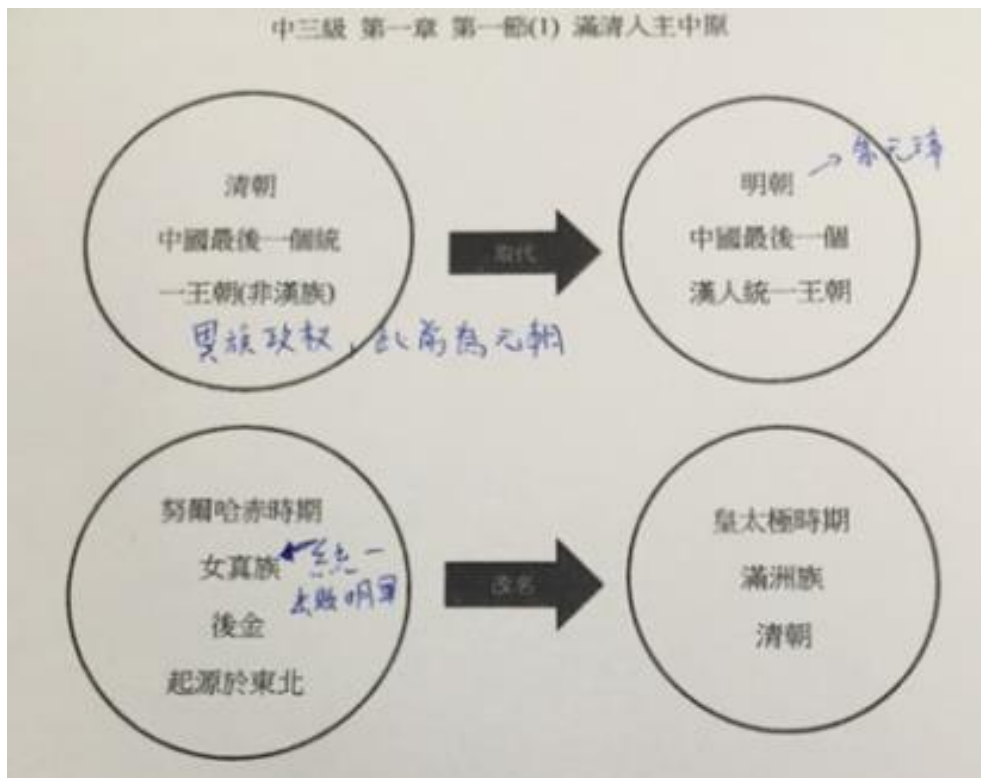 中三級 第一章 第一節(1) 滿清入主中原
清朝
中國最後一個統
一王朝(非漢族)
異族政权，此前為元朝
取代
明朝
→ 朱元璋
中國最後一個
漢人統一王朝
努爾哈赤時期
女真族
統一
大敗明軍
後金
起源於東北
改名
皇太極時期
滿洲族
清朝